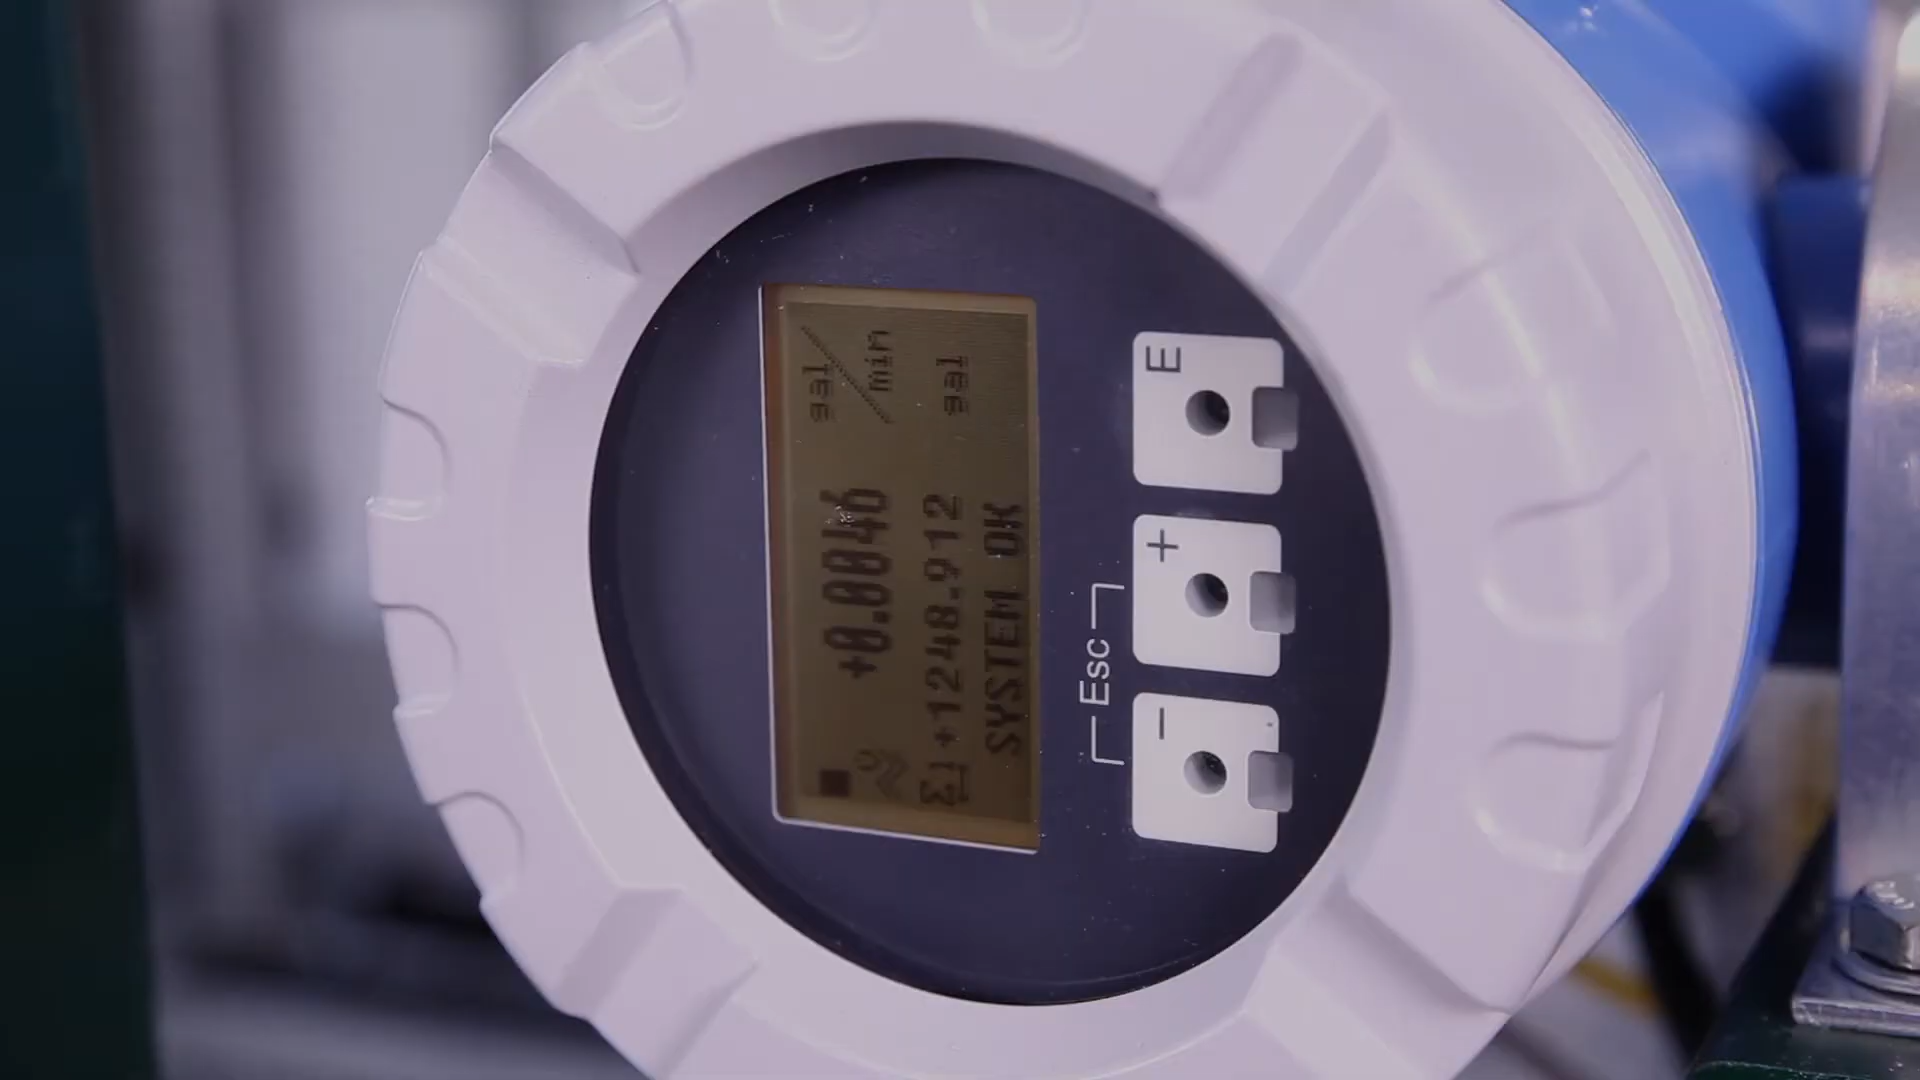 +0.0046 gal/min
Σ1+1248.912 gal
SYSTEM OK
Esc
-
+
E